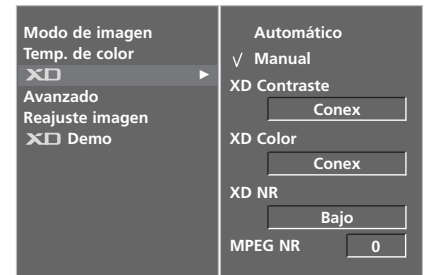 Modo de imagen
Temp. de color
XD
Avanzado
Reajuste imagen
XD Demo
Automático
Manual
XD Contraste
Conex
XD Color
Conex
XD NR
Bajo
MPEG NR 0